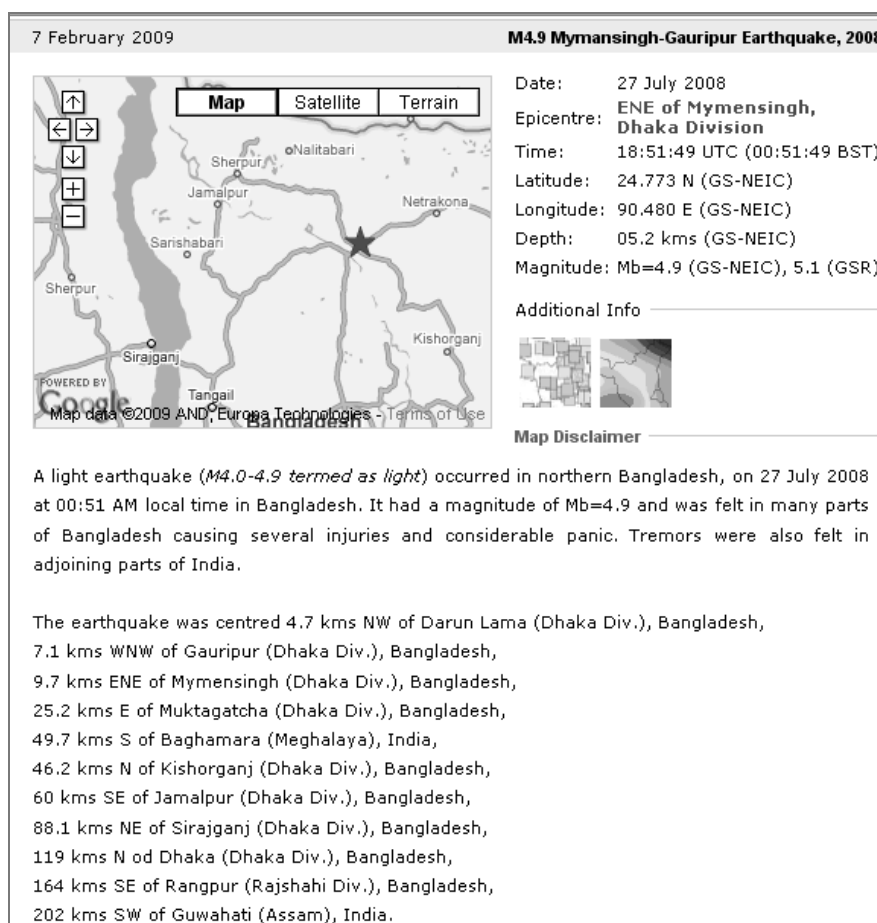 7 February 2009
M4.9 Mymansingh-Gauripur Earthquake, 2008
Map Satellite Terrain
Nalitabari
Sherpur
Jamalpur
Netrakona
Sarishabari
Sherpur
Kishorganj
Sirajganj
Tangail
POWERED BY
Google
Bangladesh
Map data ©2009 AND, Europa Technologies - Terms of Use
Date: 27 July 2008
Epicentre: ENE of Mymensingh,
Dhaka Division
Time: 18:51:49 UTC (00:51:49 BST)
Latitude: 24.773 N (GS-NEIC)
Longitude: 90.480 E (GS-NEIC)
Depth: 05.2 kms (GS-NEIC)
Magnitude: Mb=4.9 (GS-NEIC), 5.1 (GSR)
Additional Info
Map Disclaimer
A light earthquake (M4.0-4.9 termed as light) occurred in northern Bangladesh, on 27 July 2008
at 00:51 AM local time in Bangladesh. It had a magnitude of Mb=4.9 and was felt in many parts
of Bangladesh causing several injuries and considerable panic. Tremors were also felt in
adjoining parts of India.
The earthquake was centred 4.7 kms NW of Darun Lama (Dhaka Div.), Bangladesh,
7.1 kms WNW of Gauripur (Dhaka Div.), Bangladesh,
9.7 kms ENE of Mymensingh (Dhaka Div.), Bangladesh,
25.2 kms E of Muktagatcha (Dhaka Div.), Bangladesh,
49.7 kms S of Baghamara (Meghalaya), India,
46.2 kms N of Kishorganj (Dhaka Div.), Bangladesh,
60 kms SE of Jamalpur (Dhaka Div.), Bangladesh,
88.1 kms NE of Sirajganj (Dhaka Div.), Bangladesh,
119 kms N od Dhaka (Dhaka Div.), Bangladesh,
164 kms SE of Rangpur (Rajshahi Div.), Bangladesh,
202 kms SW of Guwahati (Assam), India.